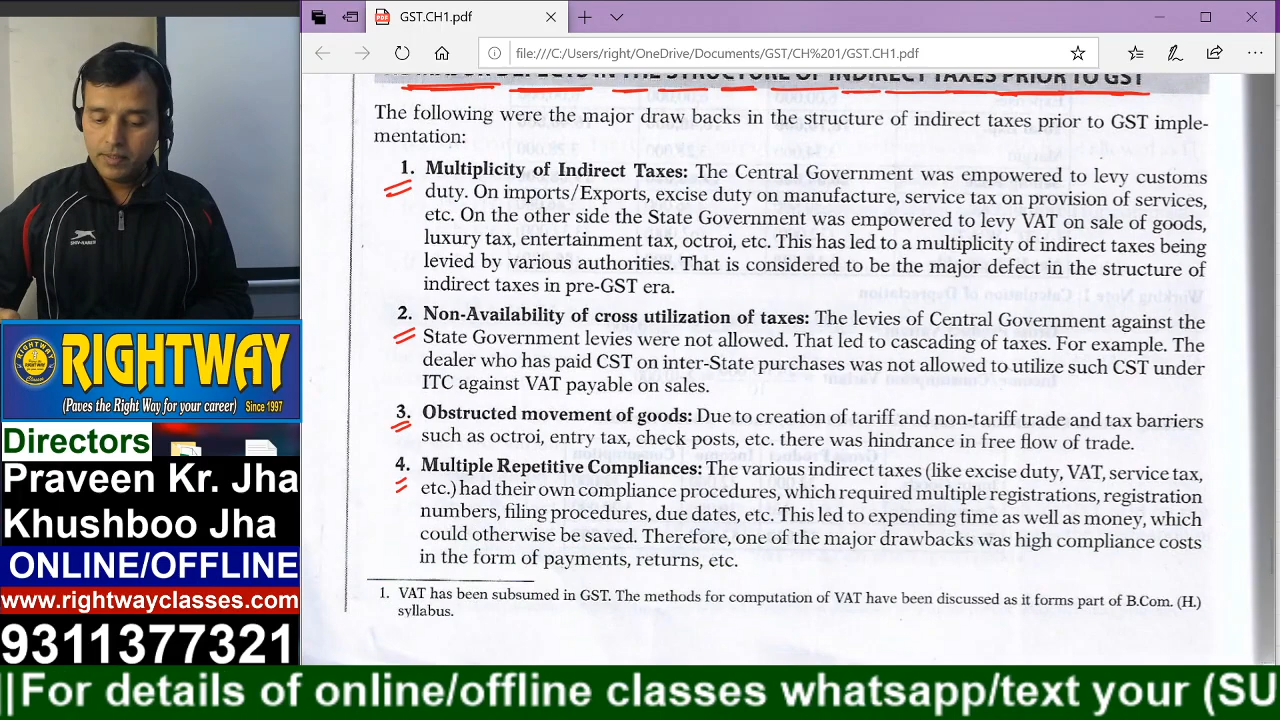 GST.CH1.pdf
file:///C:/Users/right/OneDrive/Documents/GST/CH%201/GST.CH1.pdf
DEFECTS IN THE STRUCTURE OF INDIRECT TAXES PRIOR TO GST
The following were the major draw backs in the structure of indirect taxes prior to GST imple-
mentation:
1. Multiplicity of Indirect Taxes: The Central Government was empowered to levy customs
duty. On imports/Exports, excise duty on manufacture, service tax on provision of services,
etc. On the other side the State Government was empowered to levy VAT on sale of goods,
luxury tax, entertainment tax, octroi, etc. This has led to a multiplicity of indirect taxes being
levied by various authorities. That is considered to be the major defect in the structure of
indirect taxes in pre-GST era.
2. Non-Availability of cross utilization of taxes: The levies of Central Government against the
State Government levies were not allowed. That led to cascading of taxes. For example. The
dealer who has paid CST on inter-State purchases was not allowed to utilize such CST under
ITC against VAT payable on sales.
3. Obstructed movement of goods: Due to creation of tariff and non-tariff trade and tax barriers
such as octroi, entry tax, check posts, etc. there was hindrance in free flow of trade.
4. Multiple Repetitive Compliances: The various indirect taxes (like excise duty, VAT, service tax,
etc.) had their own compliance procedures, which required multiple registrations, registration
numbers, filing procedures, due dates, etc. This led to expending time as well as money, which
could otherwise be saved. Therefore, one of the major drawbacks was high compliance costs
in the form of payments, returns, etc.
1. VAT has been subsumed in GST. The methods for computation of VAT have been discussed as it forms part of B.Com. (H.)
syllabus.
SHIV-NARESH
RIGHTWAY
(Paves the Right Way for your career) Since 1997
Directors
Praveen Kr. Jha
Khushboo Jha
ONLINE/OFFLINE
www.rightwayclasses.com
9311377321
||For details of online/offline classes whatsapp/text your (SU